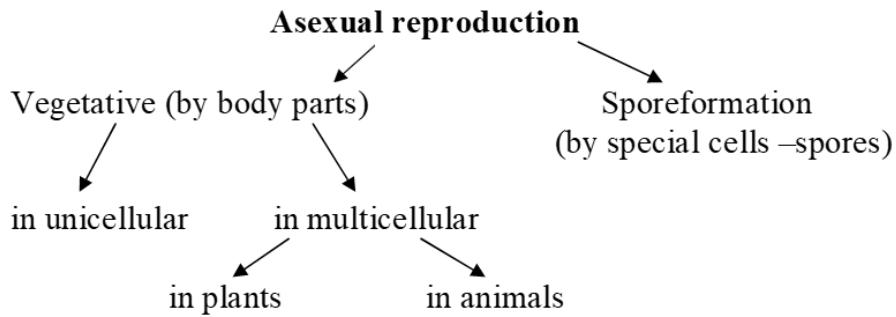 Asexual reproduction
Vegetative (by body parts)
Sporeformation
(by special cells –spores)
in unicellular
in multicellular
in plants
in animals